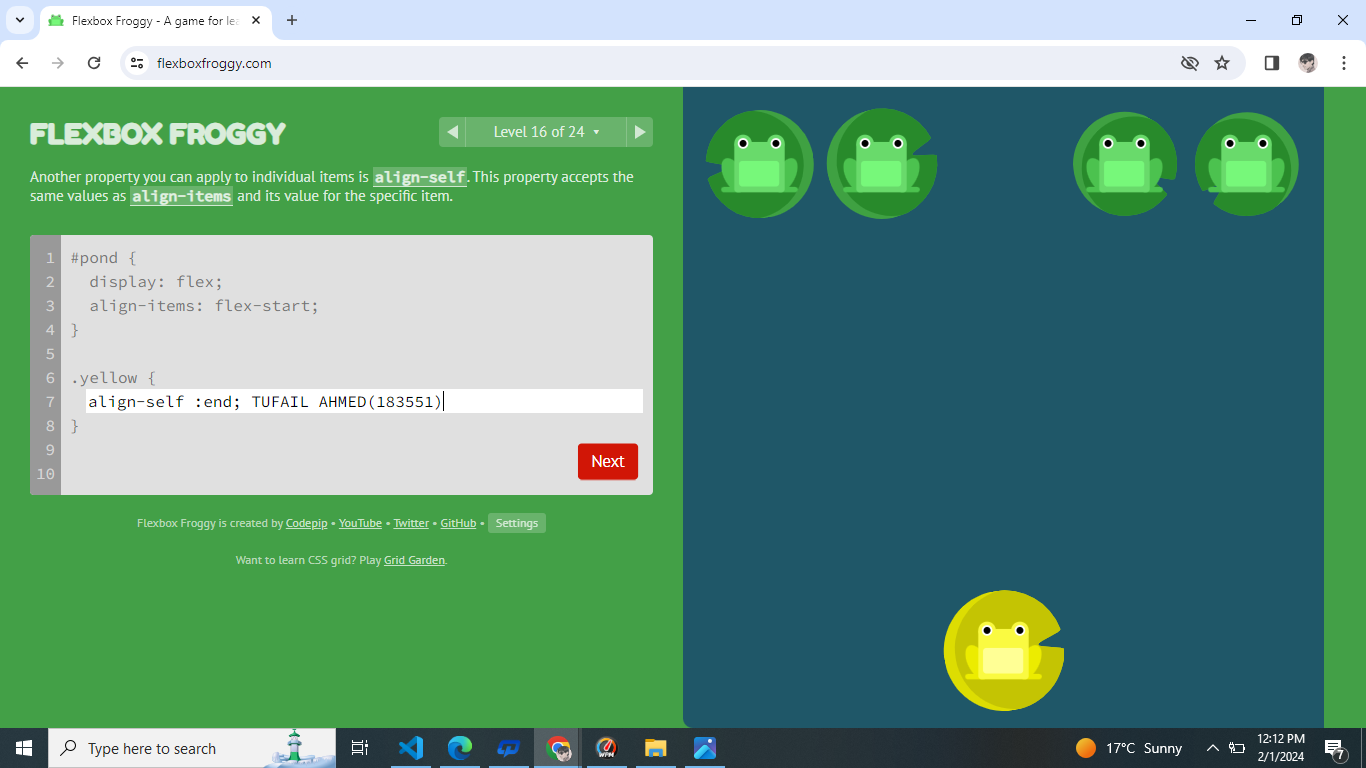 Flexbox Froggy - A game for le
flexboxfroggy.com
FLEXBOX FROGGY
Level 16 of 24
Another property you can apply to individual items is align-self. This property accepts the
same values as align-items and its value for the specific item.
1 #pond {
2 display: flex;
3 align-items: flex-start;
4 }
5
6 .yellow {
7 align-self :end; TUFAIL AHMED(183551)
8 }
9
10
Next
Flexbox Froggy is created by Codepip • YouTube • Twitter • GitHub • Settings
Want to learn CSS grid? Play Grid Garden.
Type here to search
WPM
17°C Sunny
12:12 PM
2/1/2024
7